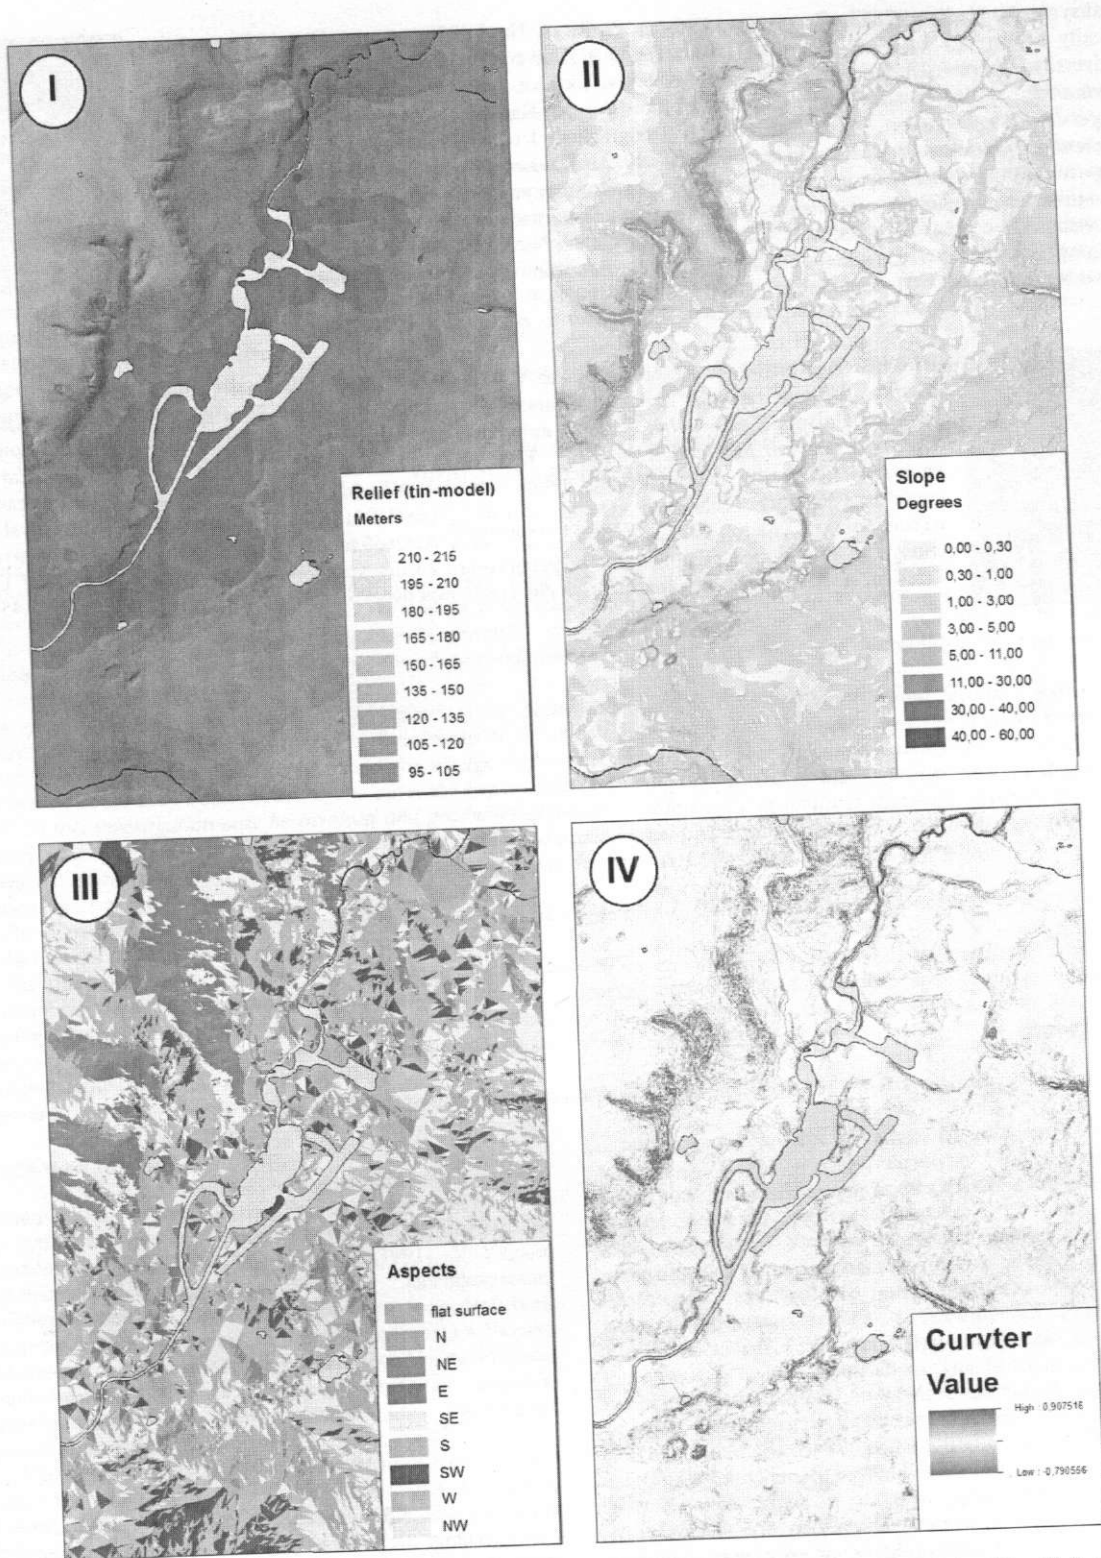 I
Relief (tin-model)
Meters
210 - 215
195 - 210
180 - 195
165 - 180
150 - 165
135 - 150
120 - 135
105 - 120
95 - 105
II
Slope
Degrees
0,00 - 0,30
0,30 - 1,00
1,00 - 3,00
3,00 - 5,00
5,00 - 11,00
11,00 - 30,00
30,00 - 40,00
40,00 - 60,00
III
Aspects
flat surface
N
NE
E
SE
S
SW
W
NW
IV
Curvter
Value
High : 0,907516
Low : -0,790556